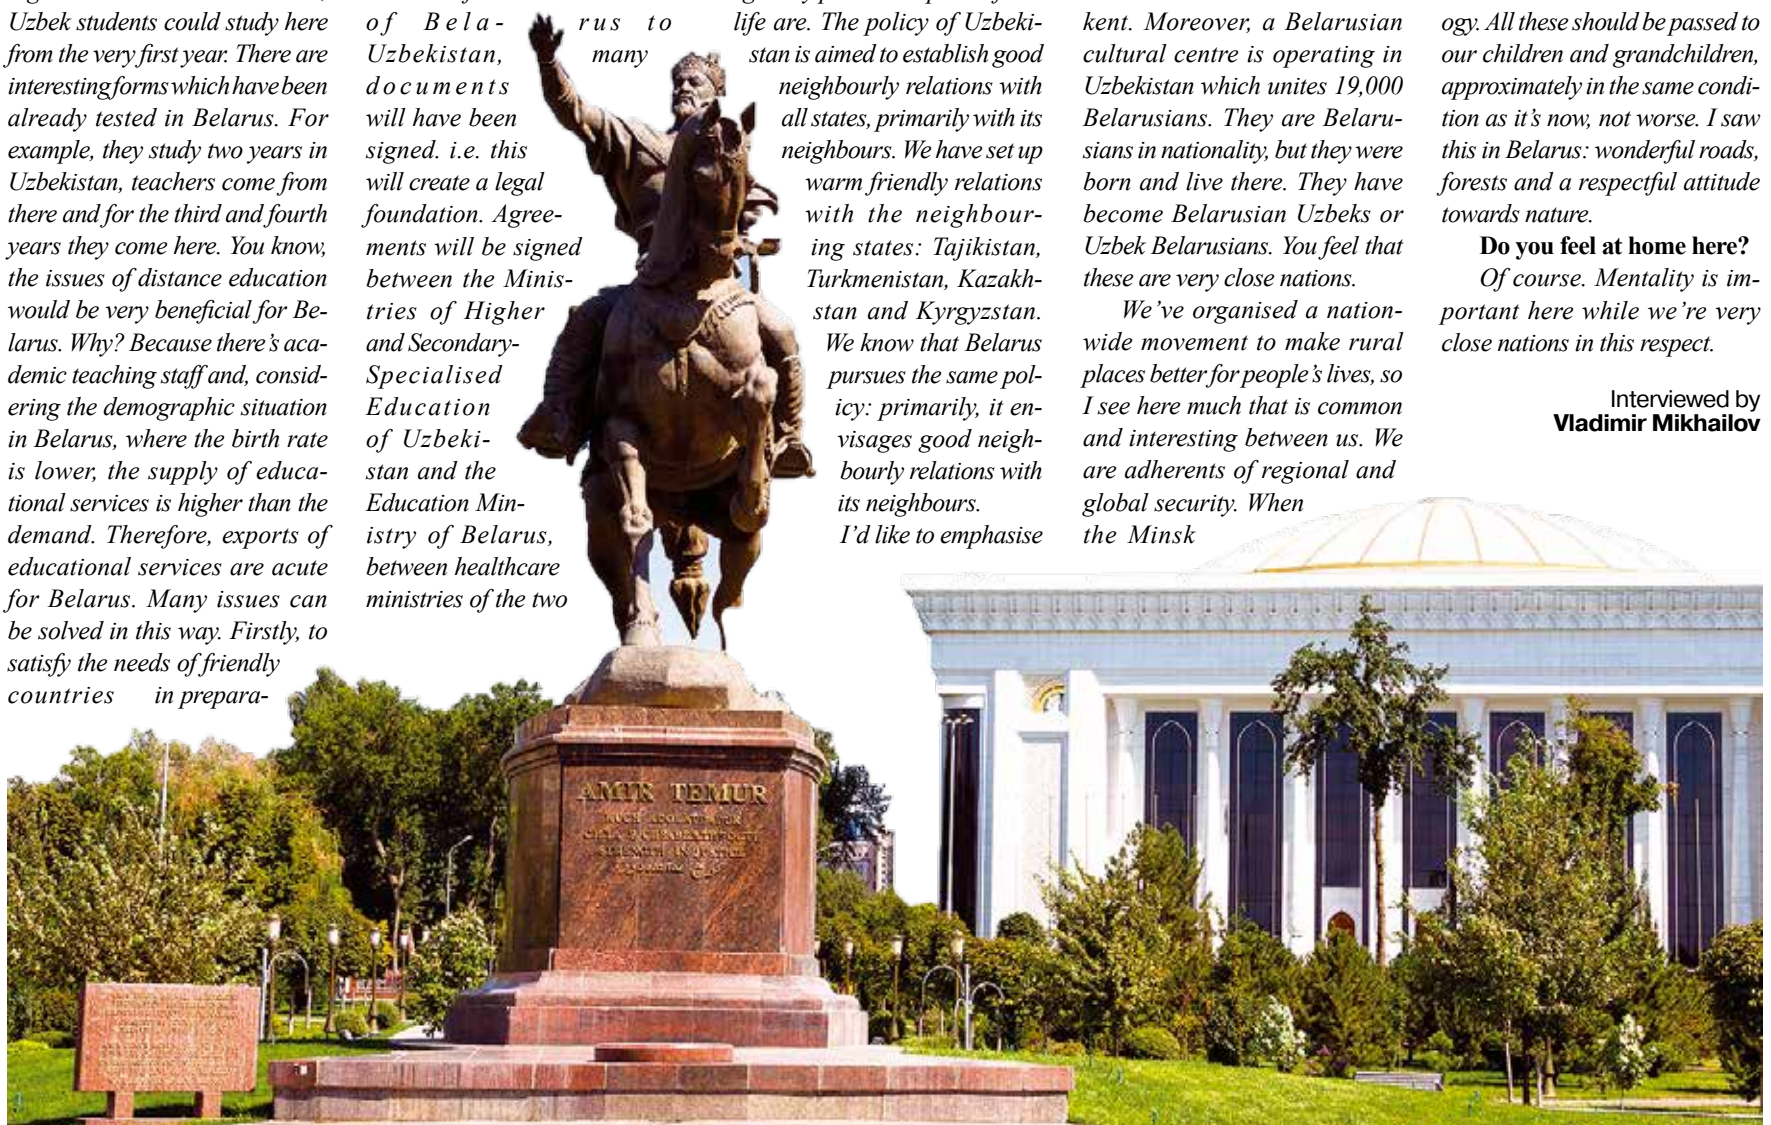 Uzbek students could study here
from the very first year. There are
interesting forms which have been
already tested in Belarus. For
example, they study two years in
Uzbekistan, teachers come from
there and for the third and fourth
years they come here. You know,
the issues of distance education
would be very beneficial for Be-
larus. Why? Because there's aca-
demic teaching staff and, consid-
ering the demographic situation
in Belarus, where the birth rate
is lower, the supply of educa-
tional services is higher than the
demand. Therefore, exports of
educational services are acute
for Belarus. Many issues can
be solved in this way. Firstly, to
satisfy the needs of friendly
countries in prepara-
of Bela- rus to
Uzbekistan, many
documents
will have been
signed. i.e. this
will create a legal
foundation. Agree-
ments will be signed
between the Minis-
tries of Higher
and Secondary-
Specialised
Education
of Uzbeki-
stan and the
Education Min-
istry of Belarus,
between healthcare
ministries of the two
life are. The policy of Uzbeki-
stan is aimed to establish good
neighbourly relations with
all states, primarily with its
neighbours. We have set up
warm friendly relations
with the neighbour-
ing states: Tajikistan,
Turkmenistan, Kazakh-
stan and Kyrgyzstan.
We know that Belarus
pursues the same pol-
icy: primarily, it en-
visages good neigh-
bourly relations with
its neighbours.
I'd like to emphasise
kent. Moreover, a Belarusian
cultural centre is operating in
Uzbekistan which unites 19,000
Belarusians. They are Belaru-
sians in nationality, but they were
born and live there. They have
become Belarusian Uzbeks or
Uzbek Belarusians. You feel that
these are very close nations.
We've organised a nation-
wide movement to make rural
places better for people's lives, so
I see here much that is common
and interesting between us. We
are adherents of regional and
global security. When
the Minsk
ogy. All these should be passed to
our children and grandchildren,
approximately in the same condi-
tion as it's now, not worse. I saw
this in Belarus: wonderful roads,
forests and a respectful attitude
towards nature.
Do you feel at home here?
Of course. Mentality is im-
portant here while we're very
close nations in this respect.
Interviewed by
Vladimir Mikhailov
AMIR TEMUR
STRENGTH IN JUSTICE